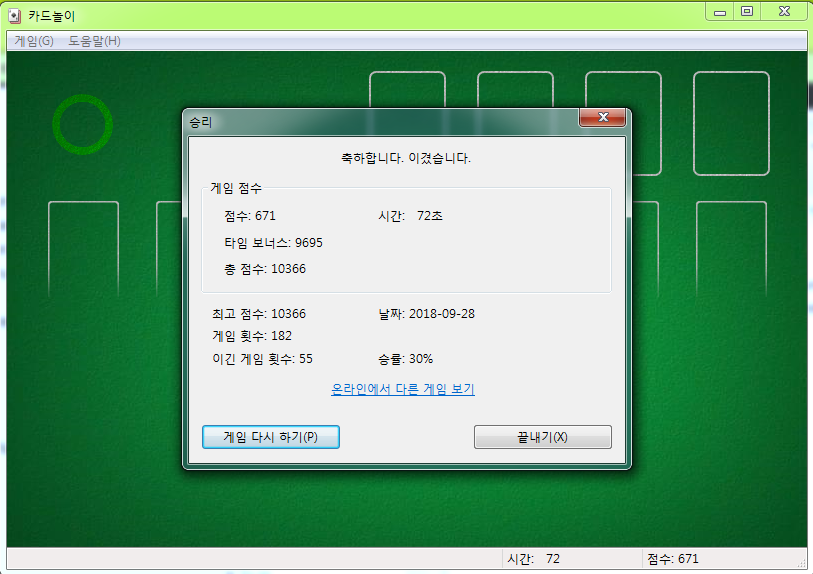 카드놀이
게임(G) 도움말(H)
승리
축하합니다. 이겼습니다.
게임 점수
점수: 671 시간: 72초
타임 보너스: 9695
총 점수: 10366
최고 점수: 10366 날짜: 2018-09-28
게임 횟수: 182
이긴 게임 횟수: 55 승률: 30%
온라인에서 다른 게임 보기
게임 다시 하기(P) 끝내기(X)
시간: 72 점수: 671